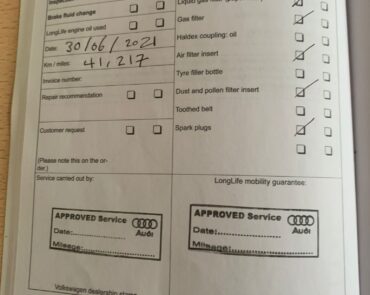 Brake fluid change
LongLife engine oil used
Date: 30/06/2021
Km / miles: 41,217
Invoice number:
Repair recommendation
Customer request
(Please note this on the or-
der.)
Gas filter
Haldex coupling: oil
Air filter insert
Tyre filler bottle
Dust and pollen filter insert
Toothed belt
Spark plugs
Service carried out by:
LongLife mobility guarantee:
APPROVED Service
Audi
Date:
Mileage:
APPROVED Service
Audi
Date:
Mileage:
Volkswagen dealership stamp